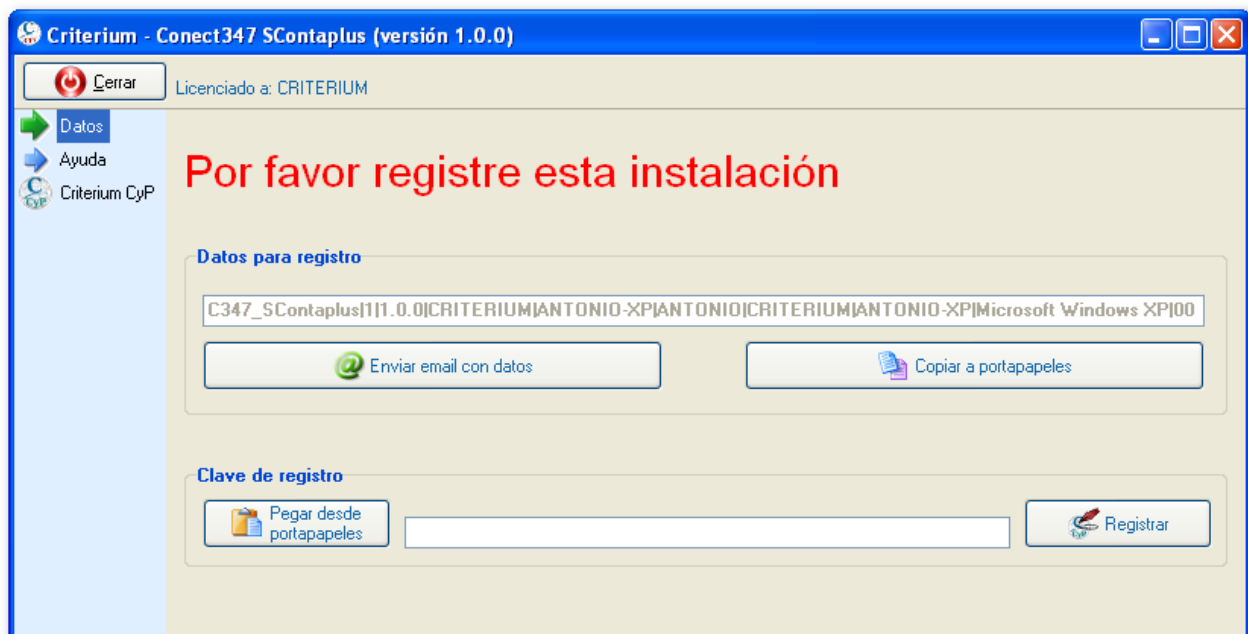 Criterium - Conect347 SContaplus (versión 1.0.0)
Cerrar
Licenciado a: CRITERIUM
Datos
Ayuda
Criterium CyP
Por favor registre esta instalación
Datos para registro
C347_SContaplus|1|1.0.0|CRITERIUM|ANTONIO-XP|ANTONIO|CRITERIUM|ANTONIO-XP|Microsoft Windows XP|00
Enviar email con datos
Copiar a portapapeles
Clave de registro
Pegar desde
portapapeles
Registrar